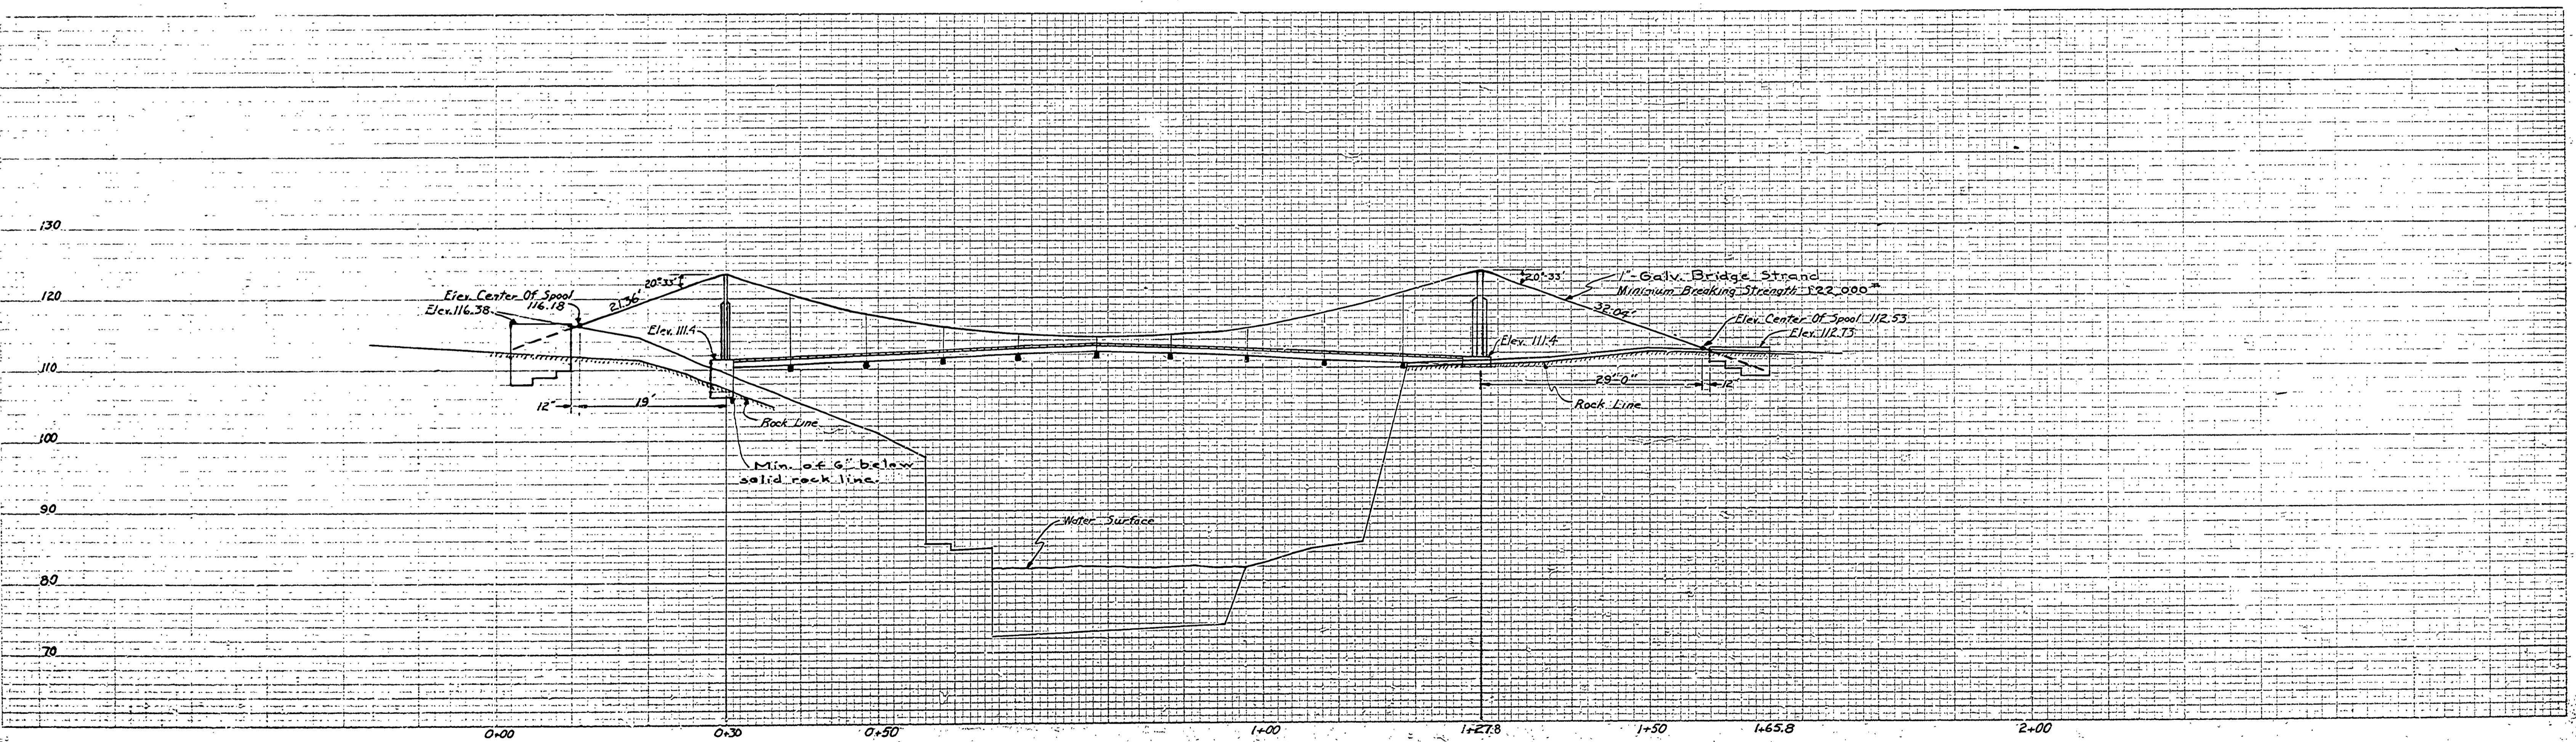 130
120
110
100
90
80
70
Elev. Center Of Spool
116.18
Elev. 116.38
21.36'
20°-33'
Elev. 111.4
12"
19'
Rock Line
Min. of 6" below
solid rock line.
Water Surface
20°-33'
1"-Galv. Bridge Strand
Minimum Breaking Strength 122,000#
32.04'
Elev. Center Of Spool 112.53
Elev. 112.73
Elev. 111.4
29'-0"
12"
Rock Line
0+00
0+30
0+50
1+00
1+27.8
1+50
1+65.8
2+00